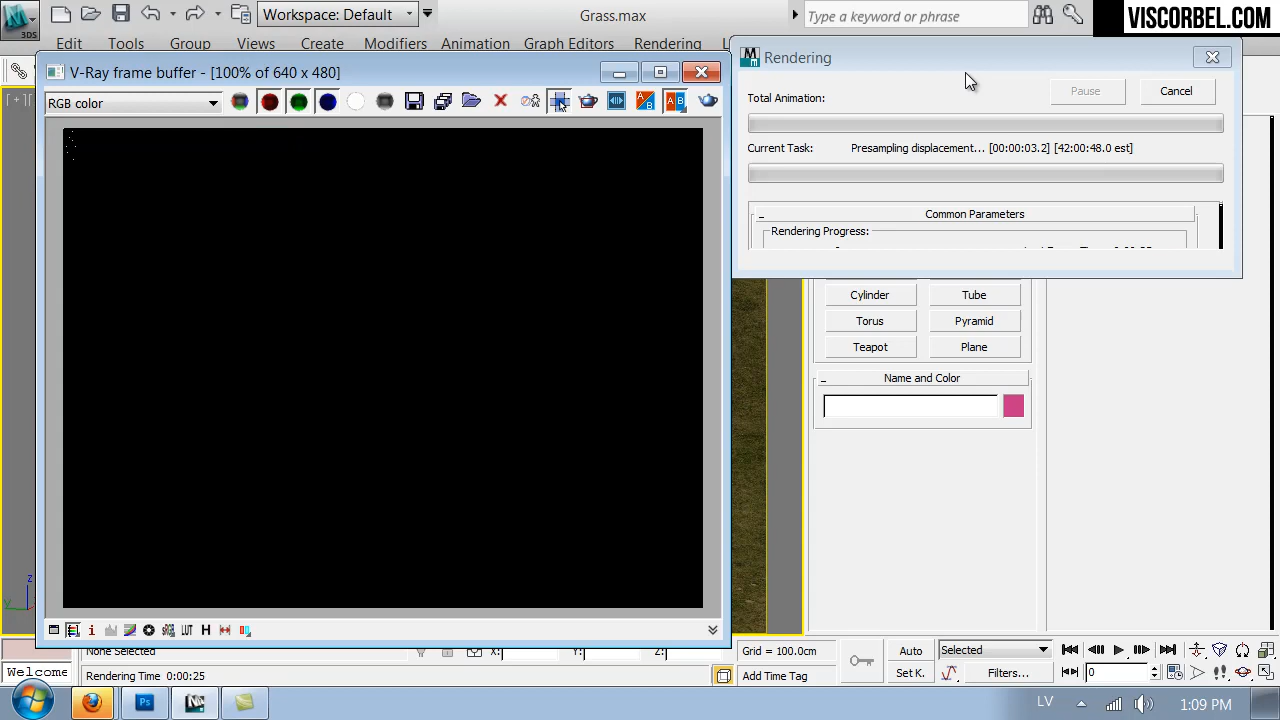 Workspace: Default
Grass.max
Type a keyword or phrase
VISCORBEL.COM
3DS
Edit Tools Group Views Create Modifiers Animation Graph Editors Rendering
V-Ray frame buffer - [100% of 640 x 480]
Rendering
RGB color
Total Animation:
Pause
Cancel
Current Task: Presampling displacement... [00:00:03.2] [42:00:48.0 est]
Common Parameters
Rendering Progress:
Cylinder Tube
Torus Pyramid
Teapot Plane
Name and Color
LUT H
None Selected X: Y: Z: Grid = 100.0cm Auto Selected
Welcome Rendering Time 0:00:25 Add Time Tag Set K. Filters... 0
LV 1:09 PM